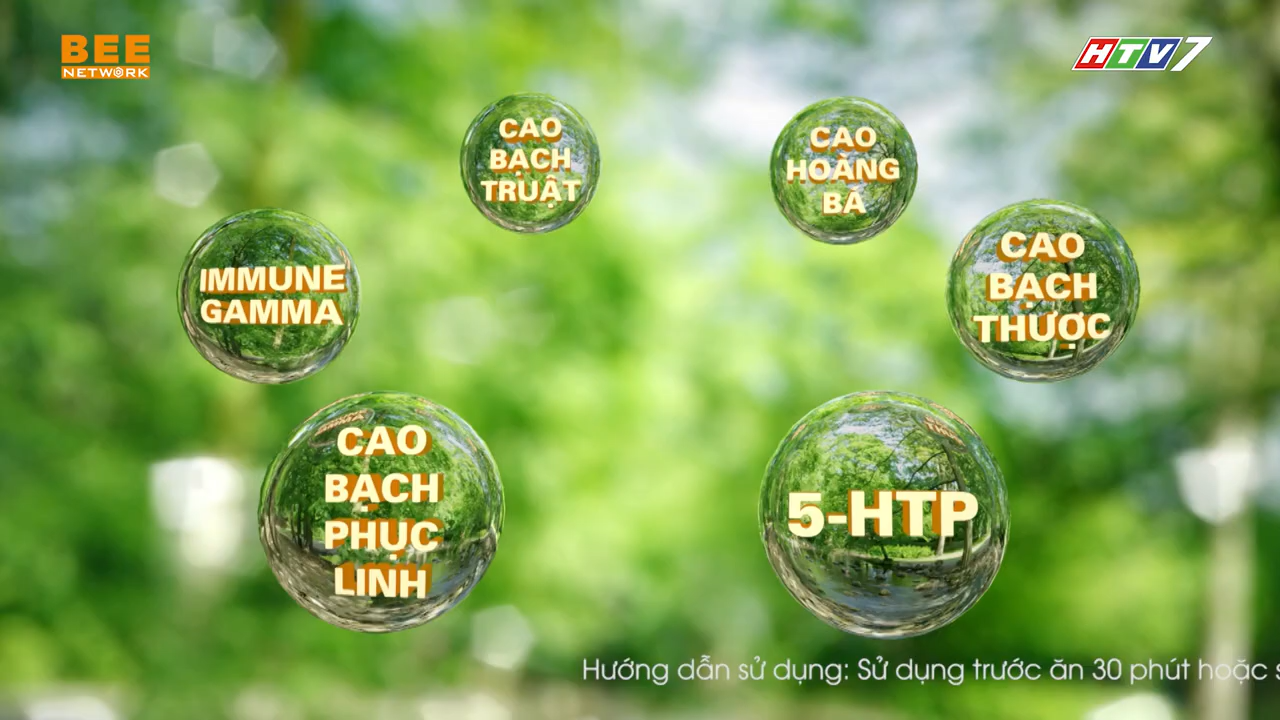 BEE
NETWORK
HTV7
CAO
BẠCH
TRUẬT
CAO
HOÀNG
BÁ
IMMUNE
GAMMA
CAO
BẠCH
THƯỢC
CAO
BẠCH
PHỤC
LINH
5-HTP
Hướng dẫn sử dụng: Sử dụng trước ăn 30 phút hoặc